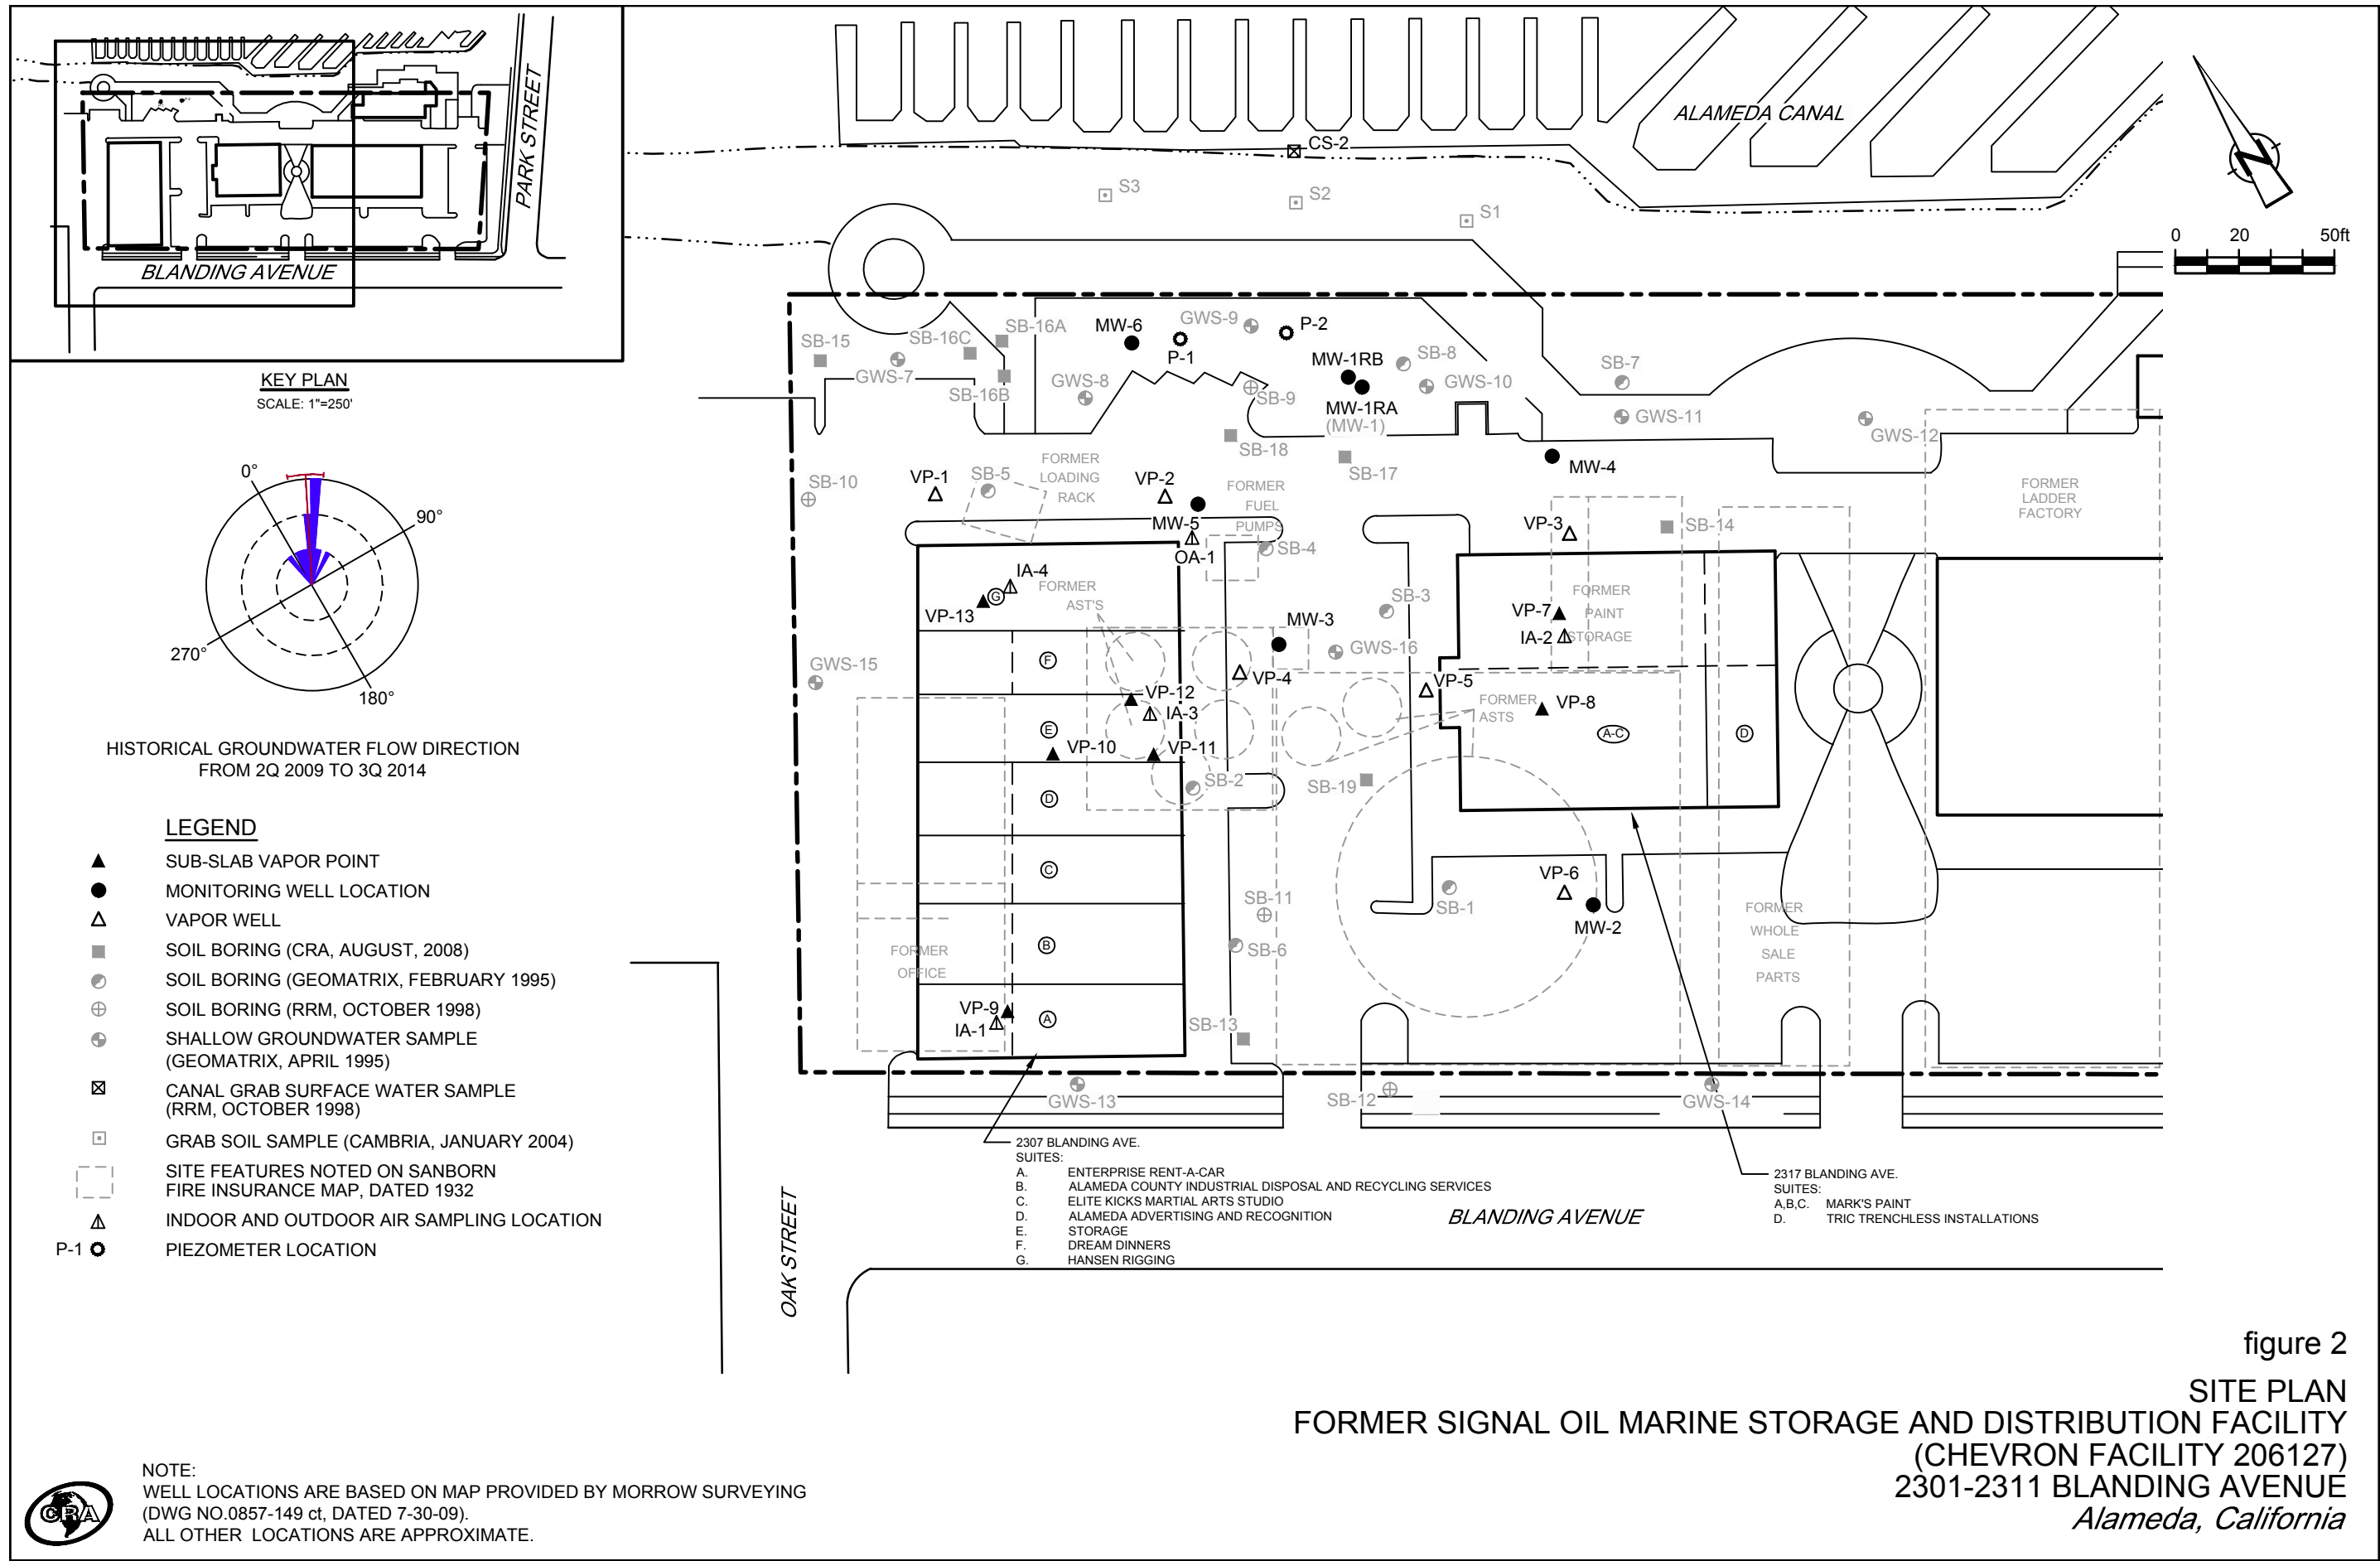 PARK STREET
BLANDING AVENUE
KEY PLAN
SCALE: 1"=250'
0°
90°
270°
180°
HISTORICAL GROUNDWATER FLOW DIRECTION
FROM 2Q 2009 TO 3Q 2014
LEGEND
SUB-SLAB VAPOR POINT
MONITORING WELL LOCATION
VAPOR WELL
SOIL BORING (CRA, AUGUST, 2008)
SOIL BORING (GEOMATRIX, FEBRUARY 1995)
SOIL BORING (RRM, OCTOBER 1998)
SHALLOW GROUNDWATER SAMPLE
(GEOMATRIX, APRIL 1995)
CANAL GRAB SURFACE WATER SAMPLE
(RRM, OCTOBER 1998)
GRAB SOIL SAMPLE (CAMBRIA, JANUARY 2004)
SITE FEATURES NOTED ON SANBORN
FIRE INSURANCE MAP, DATED 1932
INDOOR AND OUTDOOR AIR SAMPLING LOCATION
P-1 PIEZOMETER LOCATION
ALAMEDA CANAL
N
0 20 50ft
CS-2
S3
S2
S1
SB-15
GWS-7
SB-16C
SB-16A
SB-16B
MW-6
P-1
GWS-9
P-2
GWS-8
SB-9
MW-1RB
MW-1RA
(MW-1)
SB-8
GWS-10
SB-7
GWS-11
GWS-12
SB-18
SB-17
MW-4
SB-10
VP-1
SB-5
FORMER
LOADING
RACK
VP-2
MW-5
OA-1
FORMER
FUEL
PUMPS
SB-4
VP-3
SB-14
FORMER
LADDER
FACTORY
IA-4
G
VP-13
FORMER
AST'S
SB-3
MW-3
GWS-16
VP-7
IA-2
FORMER
PAINT
STORAGE
GWS-15
F
VP-4
VP-12
IA-3
VP-5
FORMER
ASTS
VP-8
A-C
D
E
VP-10
VP-11
SB-2
SB-19
D
C
VP-6
MW-2
SB-1
SB-11
SB-6
B
FORMER
OFFICE
FORMER
WHOLE
SALE
PARTS
VP-9
IA-1
A
SB-13
GWS-13
SB-12
GWS-14
2307 BLANDING AVE.
SUITES:
A. ENTERPRISE RENT-A-CAR
B. ALAMEDA COUNTY INDUSTRIAL DISPOSAL AND RECYCLING SERVICES
C. ELITE KICKS MARTIAL ARTS STUDIO
D. ALAMEDA ADVERTISING AND RECOGNITION
E. STORAGE
F. DREAM DINNERS
G. HANSEN RIGGING
2317 BLANDING AVE.
SUITES:
A,B,C. MARK'S PAINT
D. TRIC TRENCHLESS INSTALLATIONS
BLANDING AVENUE
OAK STREET
figure 2
SITE PLAN
FORMER SIGNAL OIL MARINE STORAGE AND DISTRIBUTION FACILITY
(CHEVRON FACILITY 206127)
2301-2311 BLANDING AVENUE
Alameda, California
CRA
NOTE:
WELL LOCATIONS ARE BASED ON MAP PROVIDED BY MORROW SURVEYING
(DWG NO.0857-149 ct, DATED 7-30-09).
ALL OTHER LOCATIONS ARE APPROXIMATE.